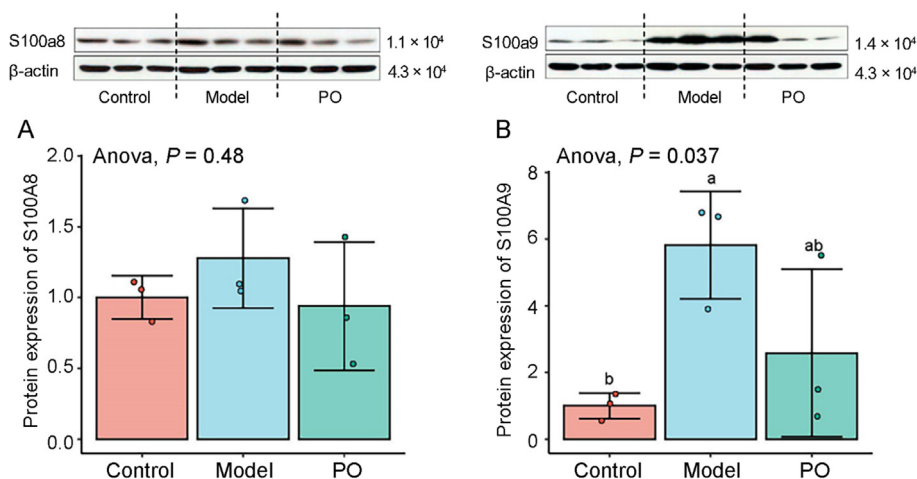 S100a8
1.1 × 10⁴
β-actin
4.3 × 10⁴
Control Model PO
S100a9
1.4 × 10⁴
β-actin
4.3 × 10⁴
Control Model PO
A
Anova, P = 0.48
Protein expression of S100A8
2.0
1.5
1.0
0.5
0.0
Control Model PO
B
Anova, P = 0.037
Protein expression of S100A9
8
6
4
2
0
b
a
ab
Control Model PO